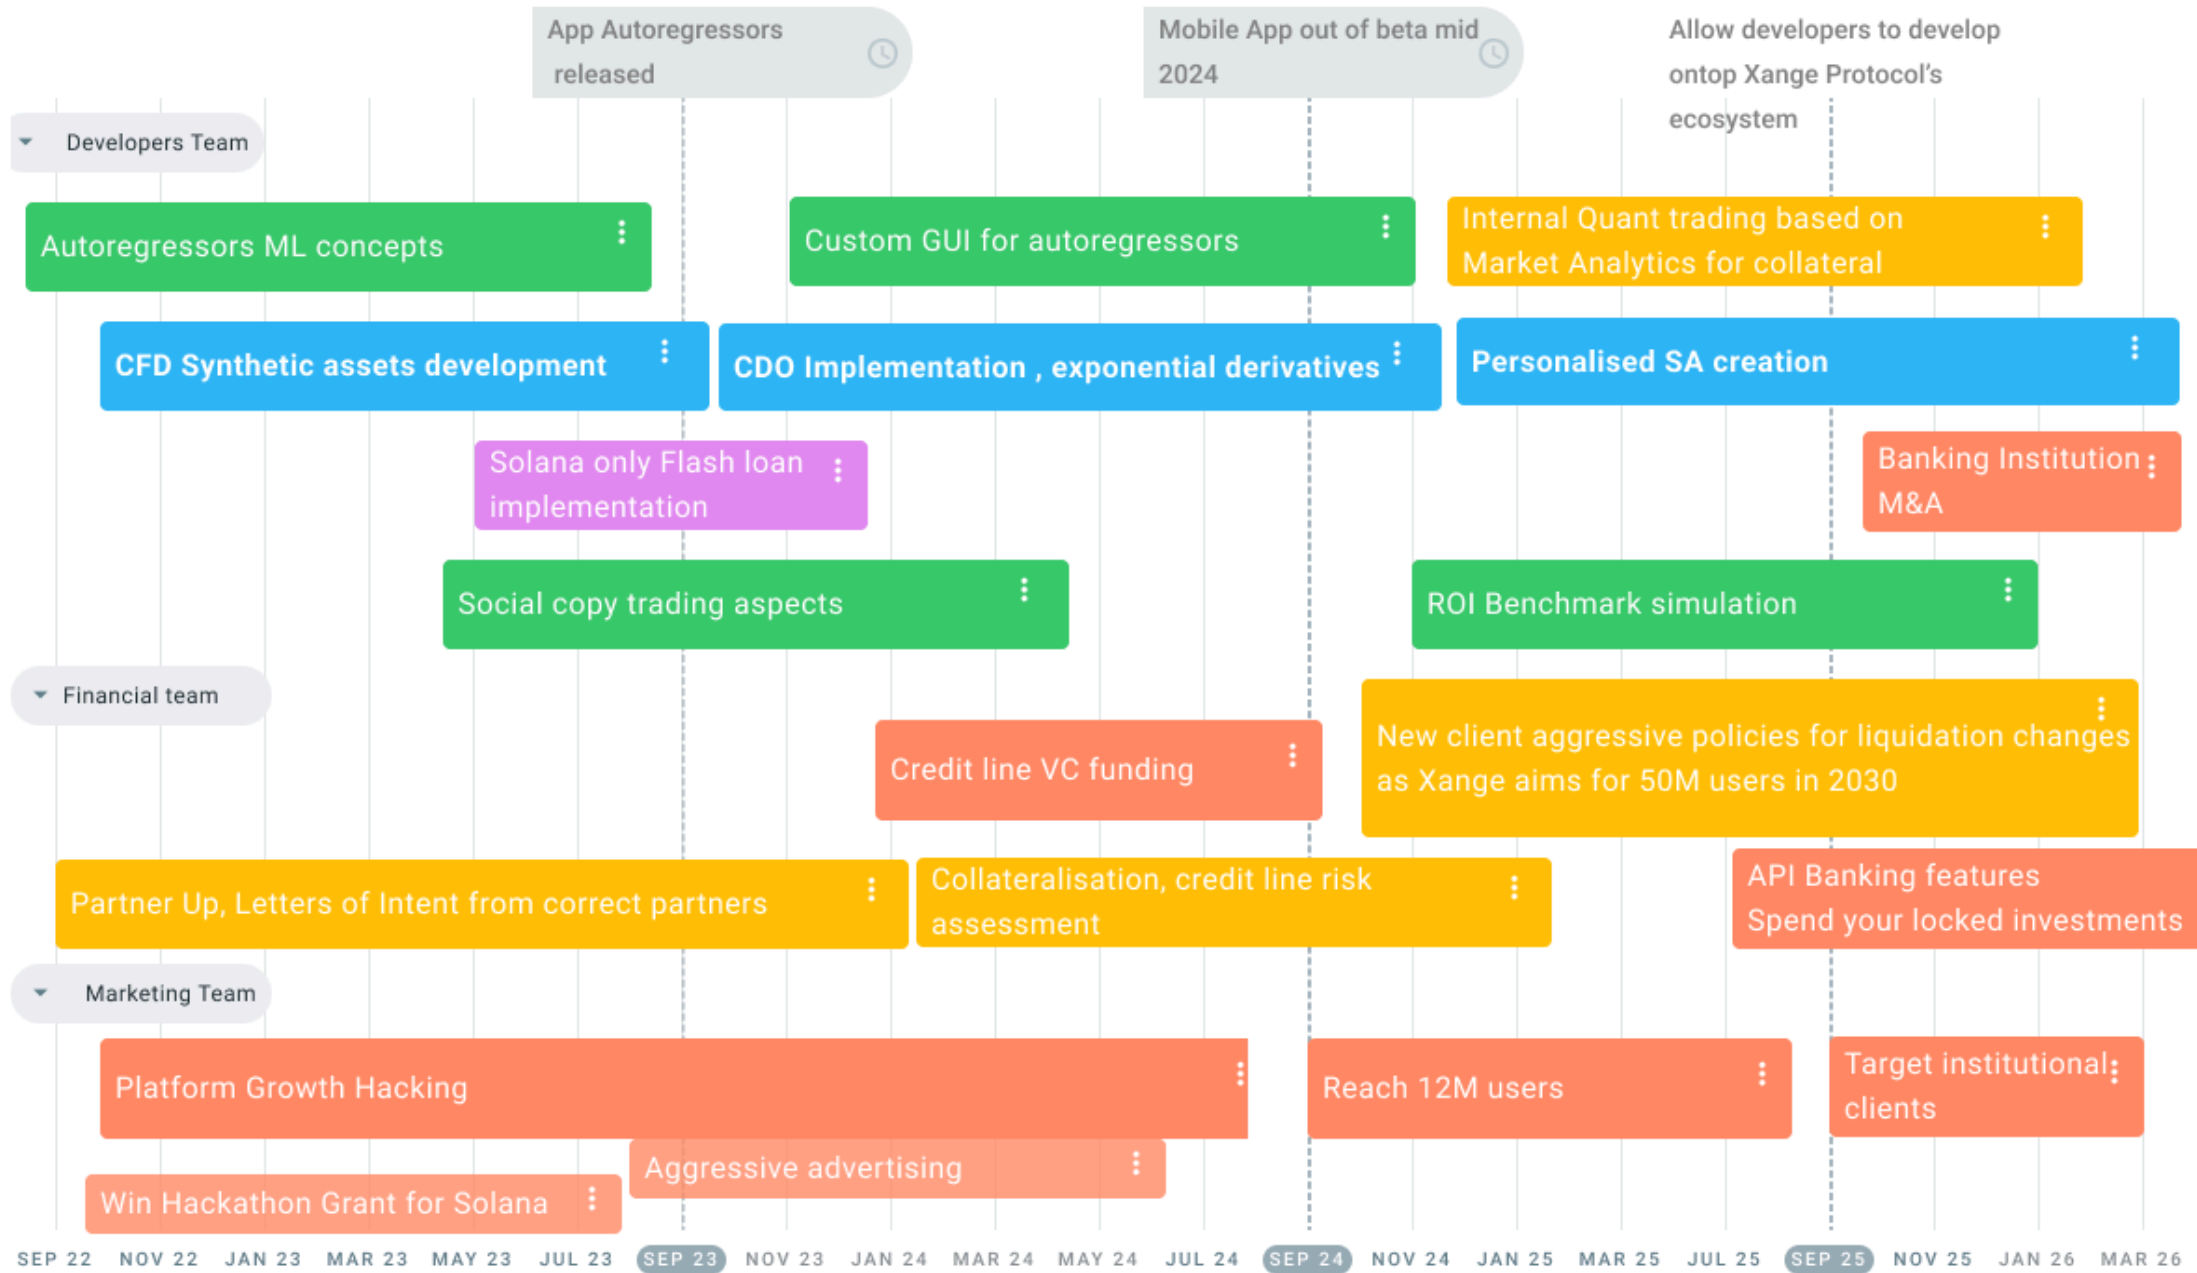 App Autoregressors
released
Mobile App out of beta mid
2024
Allow developers to develop
ontop Xange Protocol's
ecosystem
Developers Team
Autoregressors ML concepts
Custom GUI for autoregressors
Internal Quant trading based on
Market Analytics for collateral
CFD Synthetic assets development
CDO Implementation , exponential derivatives
Personalised SA creation
Solana only Flash loan
implementation
Banking Institution
M&A
Social copy trading aspects
ROI Benchmark simulation
Financial team
Credit line VC funding
New client aggressive policies for liquidation changes
as Xange aims for 50M users in 2030
Partner Up, Letters of Intent from correct partners
Collateralisation, credit line risk
assessment
API Banking features
Spend your locked investments
Marketing Team
Platform Growth Hacking
Reach 12M users
Target institutional
clients
Aggressive advertising
Win Hackathon Grant for Solana
SEP 22 NOV 22 JAN 23 MAR 23 MAY 23 JUL 23 SEP 23 NOV 23 JAN 24 MAR 24 MAY 24 JUL 24 SEP 24 NOV 24 JAN 25 MAR 25 JUL 25 SEP 25 NOV 25 JAN 26 MAR 26